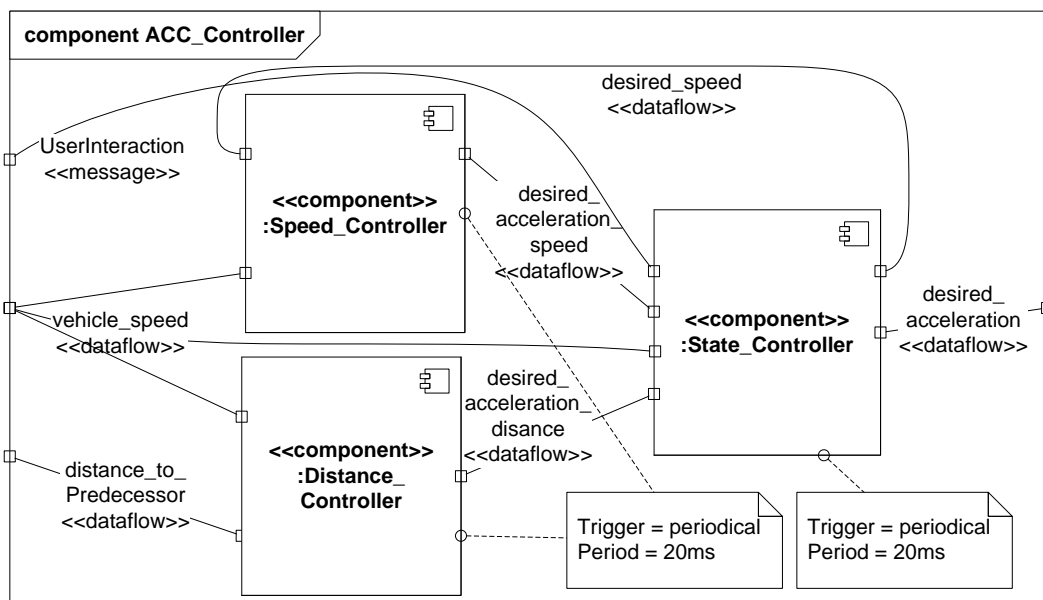 component ACC_Controller
desired_speed
<<dataflow>>
UserInteraction
<<message>>
<<component>>
:Speed_Controller
desired_
acceleration_
speed
<<dataflow>>
vehicle_speed
<<dataflow>>
<<component>>
:State_Controller
desired_
acceleration
<<dataflow>>
desired_
acceleration_
disance
<<dataflow>>
<<component>>
:Distance_
Controller
distance_to_
Predecessor
<<dataflow>>
Trigger = periodical
Period = 20ms
Trigger = periodical
Period = 20ms